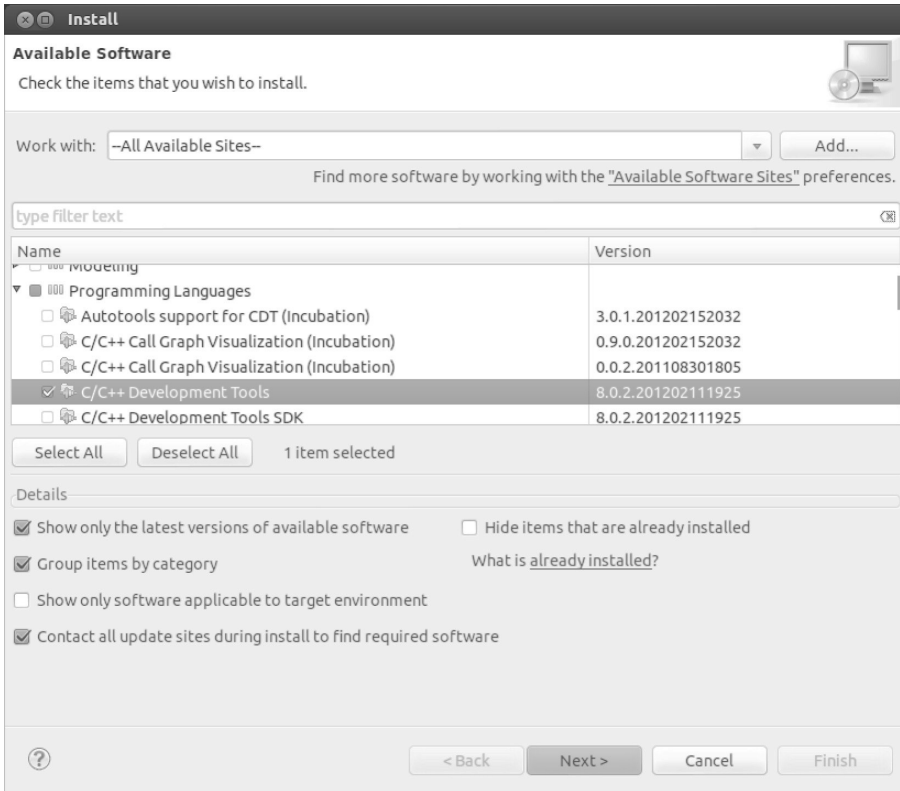 Install
Available Software
Check the items that you wish to install.
Work with: --All Available Sites-- Add...
Find more software by working with the "Available Software Sites" preferences.
type filter text
Name Version
Modeling
Programming Languages
Autotools support for CDT (Incubation) 3.0.1.201202152032
C/C++ Call Graph Visualization (Incubation) 0.9.0.201202152032
C/C++ Call Graph Visualization (Incubation) 0.0.2.201108301805
C/C++ Development Tools 8.0.2.201202111925
C/C++ Development Tools SDK 8.0.2.201202111925
Select All Deselect All 1 item selected
Details
Show only the latest versions of available software Hide items that are already installed
Group items by category What is already installed?
Show only software applicable to target environment
Contact all update sites during install to find required software
? < Back Next > Cancel Finish